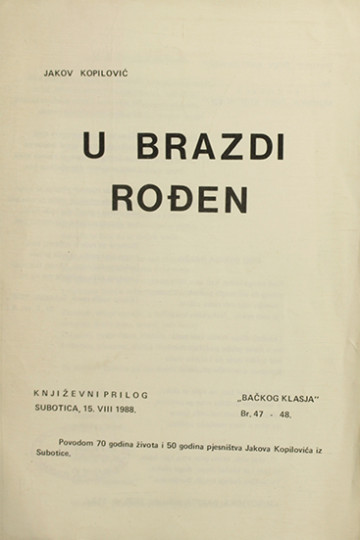 JAKOV KOPILOVIĆ
U BRAZDI
ROĐEN
KNJIŽEVNI PRILOG
SUBOTICA, 15. VIII 1988.
„BAČKOG KLASJA"
Br. 47 - 48.
Povodom 70 godina života i 50 godina pjesništva Jakova Kopilovića iz
Subotice.